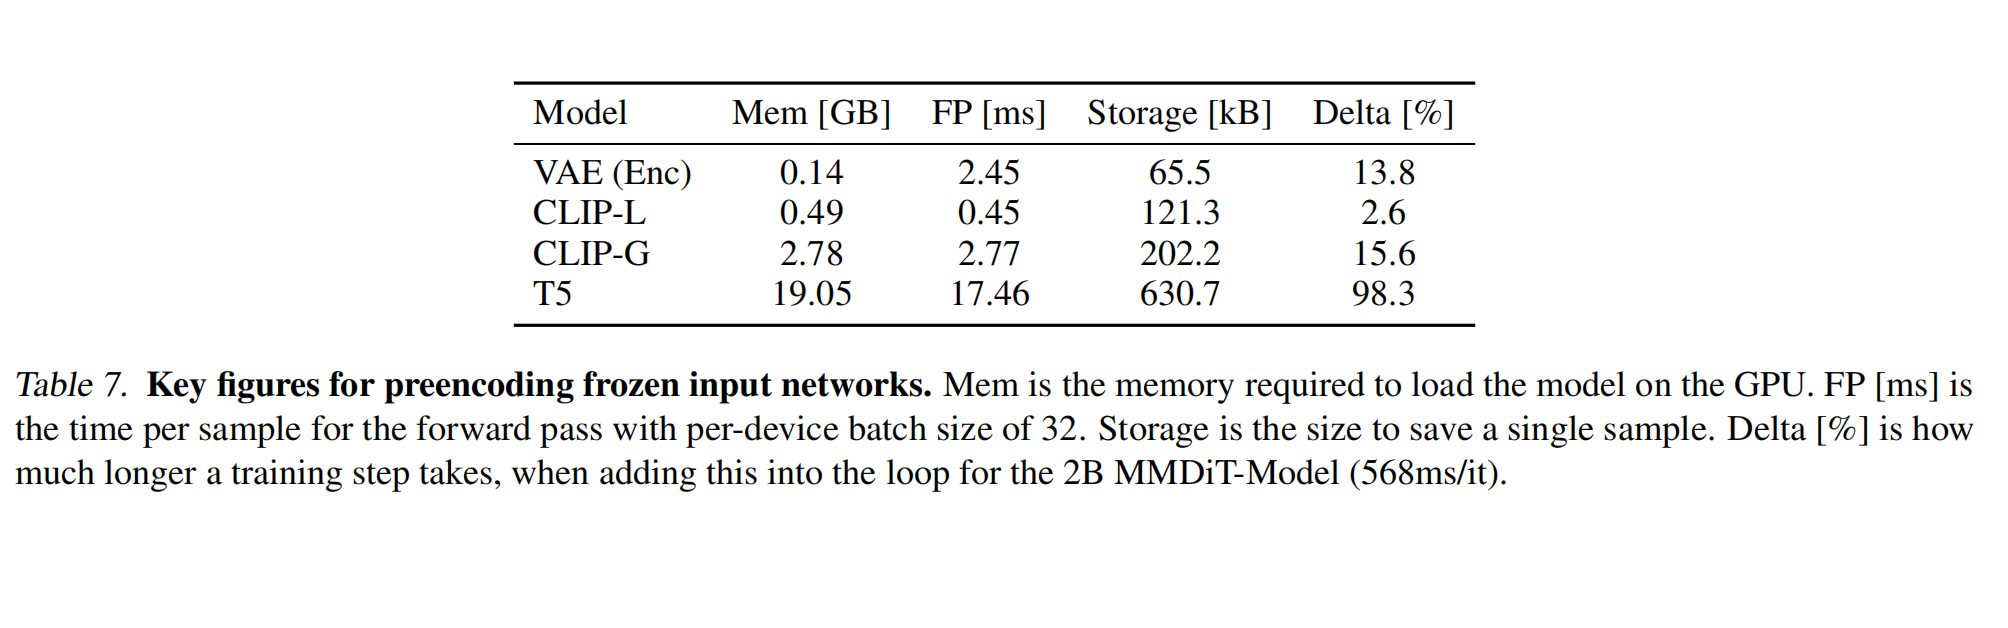 Model Mem [GB] FP [ms] Storage [kB] Delta [%]
VAE (Enc) 0.14 2.45 65.5 13.8
CLIP-L 0.49 0.45 121.3 2.6
CLIP-G 2.78 2.77 202.2 15.6
T5 19.05 17.46 630.7 98.3
Table 7. Key figures for preencoding frozen input networks. Mem is the memory required to load the model on the GPU. FP [ms] is
the time per sample for the forward pass with per-device batch size of 32. Storage is the size to save a single sample. Delta [%] is how
much longer a training step takes, when adding this into the loop for the 2B MMDiT-Model (568ms/it).